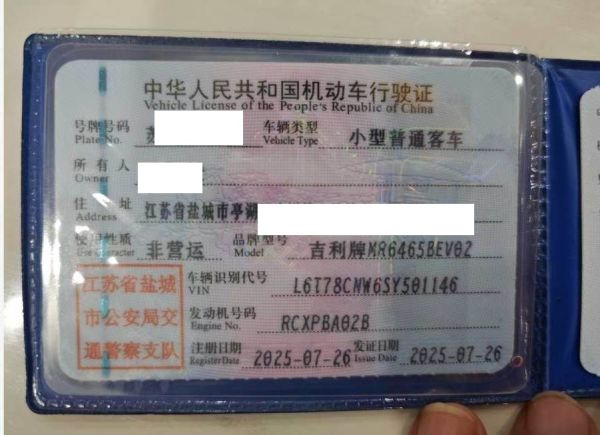 中华人民共和国机动车行驶证
Vehicle License of the People's Republic of China
号牌号码 苏 车辆类型 小型普通客车
Plate No. Vehicle Type
所有人
Owner
住址 江苏省盐城市亭湖
Address
使用性质 非营运 品牌型号 吉利牌MR6465BEV02
Use Character Model
江苏省盐城 车辆识别代号 L6T78CNW6SY501146
VIN
市公安局交 发动机号码 RCXPBA02B
Engine No.
通警察支队 注册日期 2025-07-26 发证日期 2025-07-26
Register Date Issue Date